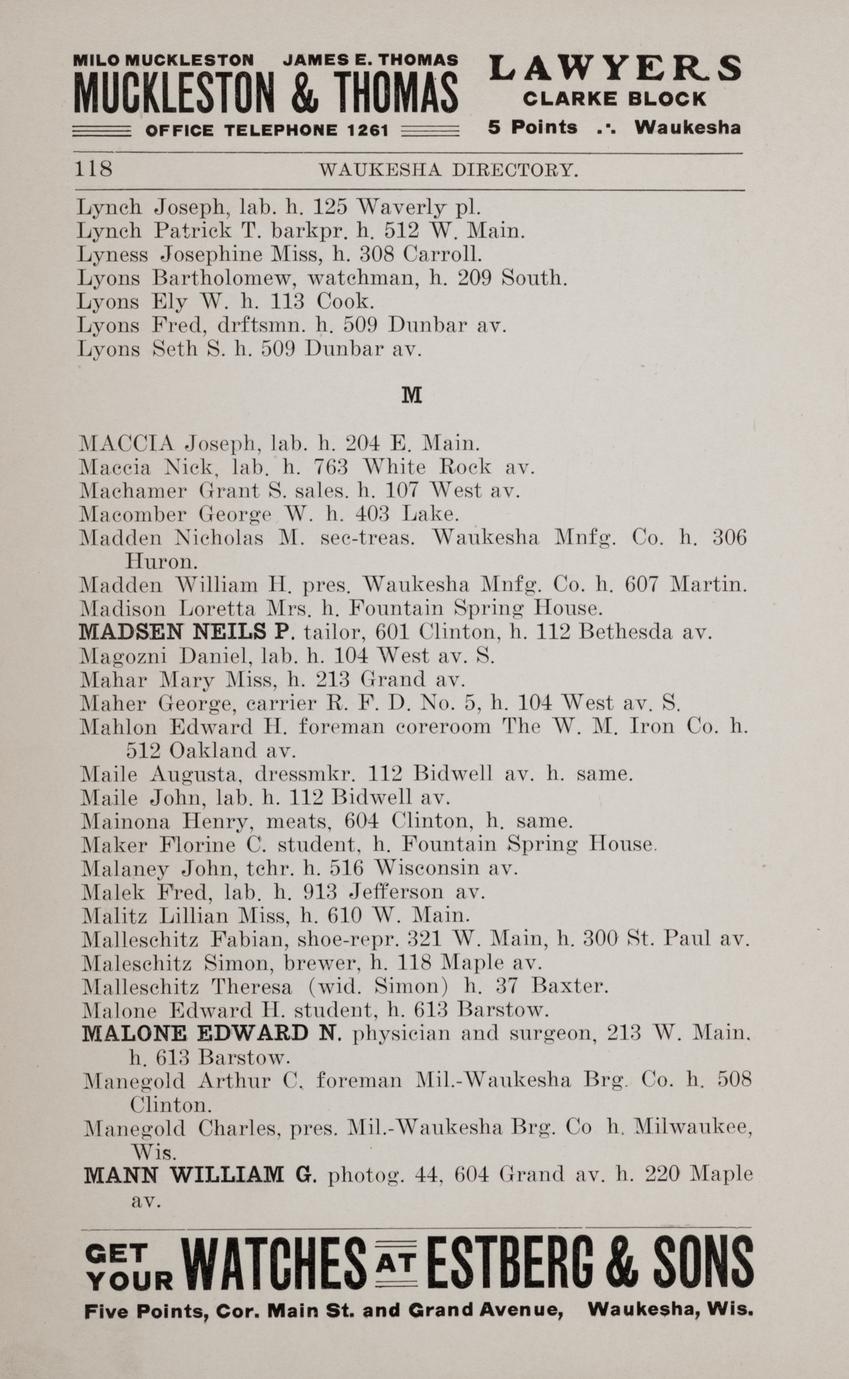 MILO MUCKLESTON JAMES E. THOMAS
MUCKLESTON & THOMAS
OFFICE TELEPHONE 1261
LAWYERS
CLARKE BLOCK
5 Points .·. Waukesha
118 WAUKESHA DIRECTORY.
Lynch Joseph, lab. h. 125 Waverly pl.
Lynch Patrick T. barkpr. h. 512 W. Main.
Lyness Josephine Miss, h. 308 Carroll.
Lyons Bartholomew, watchman, h. 209 South.
Lyons Ely W. h. 113 Cook.
Lyons Fred, drftsmn. h. 509 Dunbar av.
Lyons Seth S. h. 509 Dunbar av.
M
MACCIA Joseph, lab. h. 204 E. Main.
Maccia Nick, lab. h. 763 White Rock av.
Machamer Grant S. sales. h. 107 West av.
Macomber George W. h. 403 Lake.
Madden Nicholas M. sec-treas. Waukesha Mnfg. Co. h. 306
Huron.
Madden William H. pres. Waukesha Mnfg. Co. h. 607 Martin.
Madison Loretta Mrs. h. Fountain Spring House.
MADSEN NEILS P. tailor, 601 Clinton, h. 112 Bethesda av.
Magozni Daniel, lab. h. 104 West av. S.
Mahar Mary Miss, h. 213 Grand av.
Maher George, carrier R. F. D. No. 5, h. 104 West av. S.
Mahlon Edward H. foreman coreroom The W. M. Iron Co. h.
512 Oakland av.
Maile Augusta, dressmkr. 112 Bidwell av. h. same.
Maile John, lab. h. 112 Bidwell av.
Mainona Henry, meats, 604 Clinton, h. same.
Maker Florine C. student, h. Fountain Spring House.
Malaney John, tchr. h. 516 Wisconsin av.
Malek Fred, lab. h. 913 Jefferson av.
Malitz Lillian Miss, h. 610 W. Main.
Malleschitz Fabian, shoe-repr. 321 W. Main, h. 300 St. Paul av.
Maleschitz Simon, brewer, h. 118 Maple av.
Malleschitz Theresa (wid. Simon) h. 37 Baxter.
Malone Edward H. student, h. 613 Barstow.
MALONE EDWARD N. physician and surgeon, 213 W. Main.
h. 613 Barstow.
Manegold Arthur C. foreman Mil.-Waukesha Brg. Co. h. 508
Clinton.
Manegold Charles, pres. Mil.-Waukesha Brg. Co h. Milwaukee,
Wis.
MANN WILLIAM G. photog. 44, 604 Grand av. h. 220 Maple
av.
GET YOUR WATCHES AT ESTBERG & SONS
Five Points, Cor. Main St. and Grand Avenue, Waukesha, Wis.